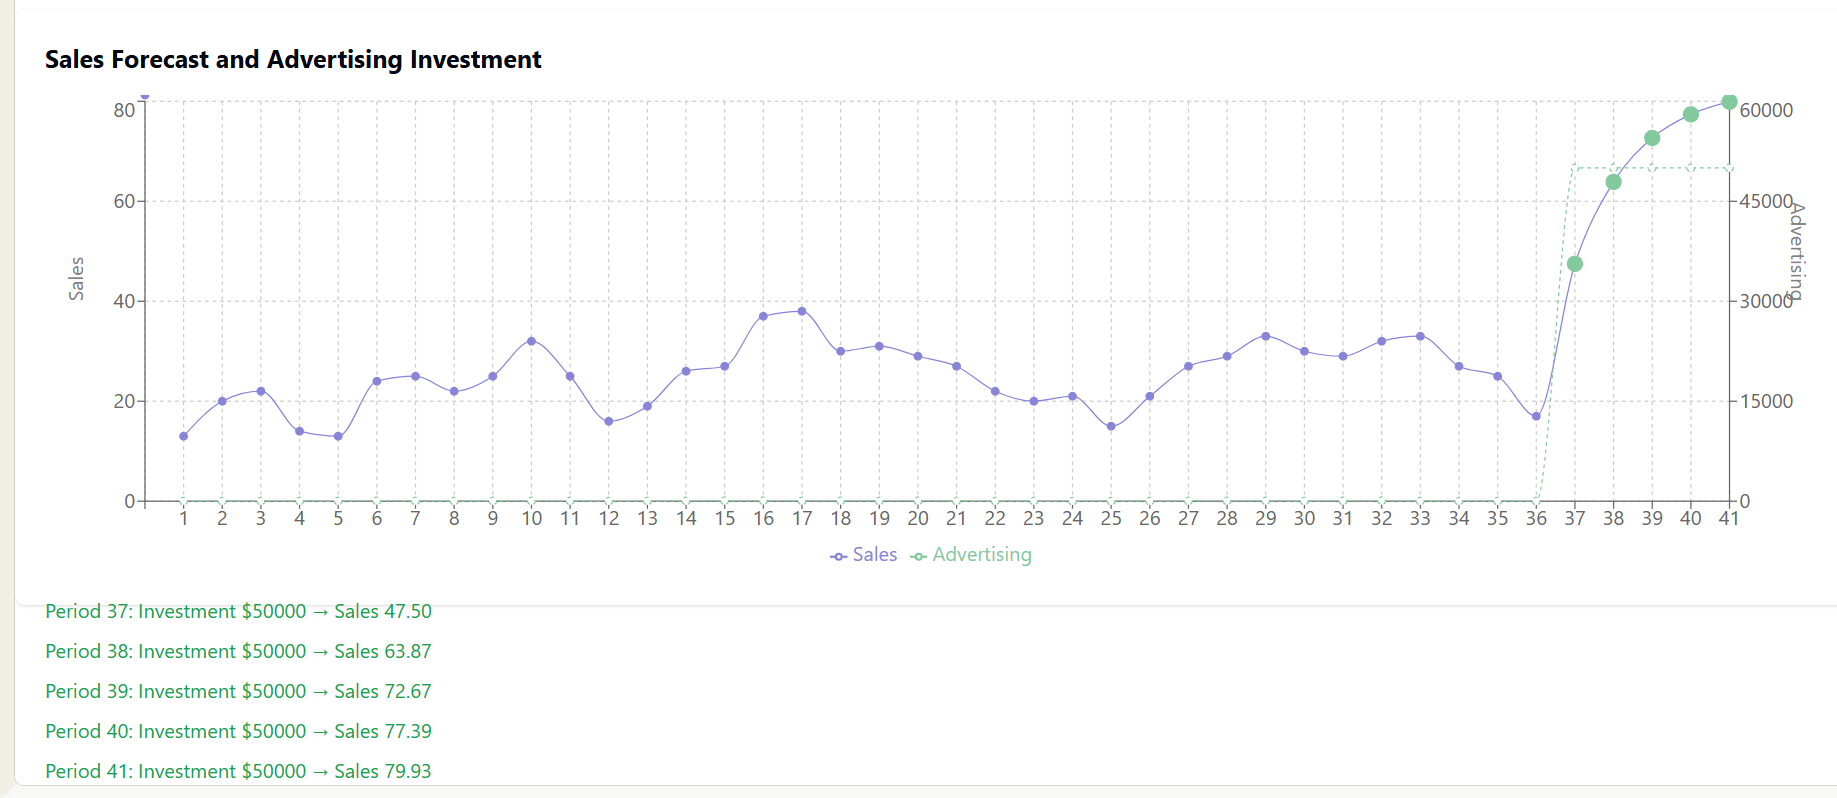 Sales Forecast and Advertising Investment
80
60
40
20
0
Sales
60000
45000
30000
15000
0
Advertising
1 2 3 4 5 6 7 8 9 10 11 12 13 14 15 16 17 18 19 20 21 22 23 24 25 26 27 28 29 30 31 32 33 34 35 36 37 38 39 40 41
Sales Advertising
Period 37: Investment $50000 → Sales 47.50
Period 38: Investment $50000 → Sales 63.87
Period 39: Investment $50000 → Sales 72.67
Period 40: Investment $50000 → Sales 77.39
Period 41: Investment $50000 → Sales 79.93